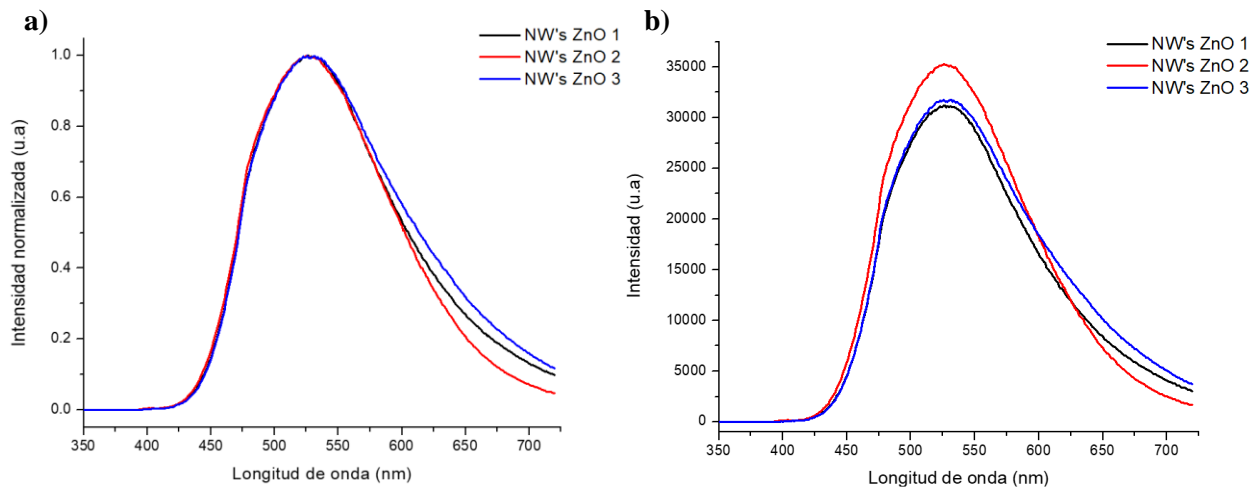 a)
NW's ZnO 1
NW's ZnO 2
NW's ZnO 3
Intensidad normalizada (u.a)
1.0
0.8
0.6
0.4
0.2
0.0
350 400 450 500 550 600 650 700
Longitud de onda (nm)
b)
NW's ZnO 1
NW's ZnO 2
NW's ZnO 3
Intensidad (u.a)
35000
30000
25000
20000
15000
10000
5000
0
350 400 450 500 550 600 650 700
Longitud de onda (nm)